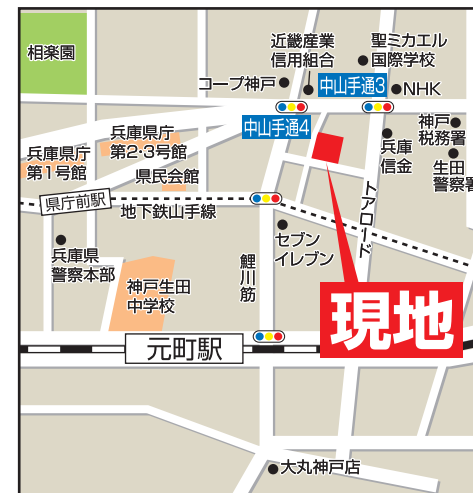 相楽園
近畿産業
信用組合
聖ミカエル
国際学校
コープ神戸
中山手通3
NHK
中山手通4
神戸
税務署
兵庫県庁
第2・3号館
兵庫
信金
生田
警察署
兵庫県庁
第1号館
県民会館
県庁前駅
地下鉄山手線
トアロード
セブン
イレブン
兵庫県
警察本部
鯉川筋
神戸生田
中学校
現地
元町駅
大丸神戸店